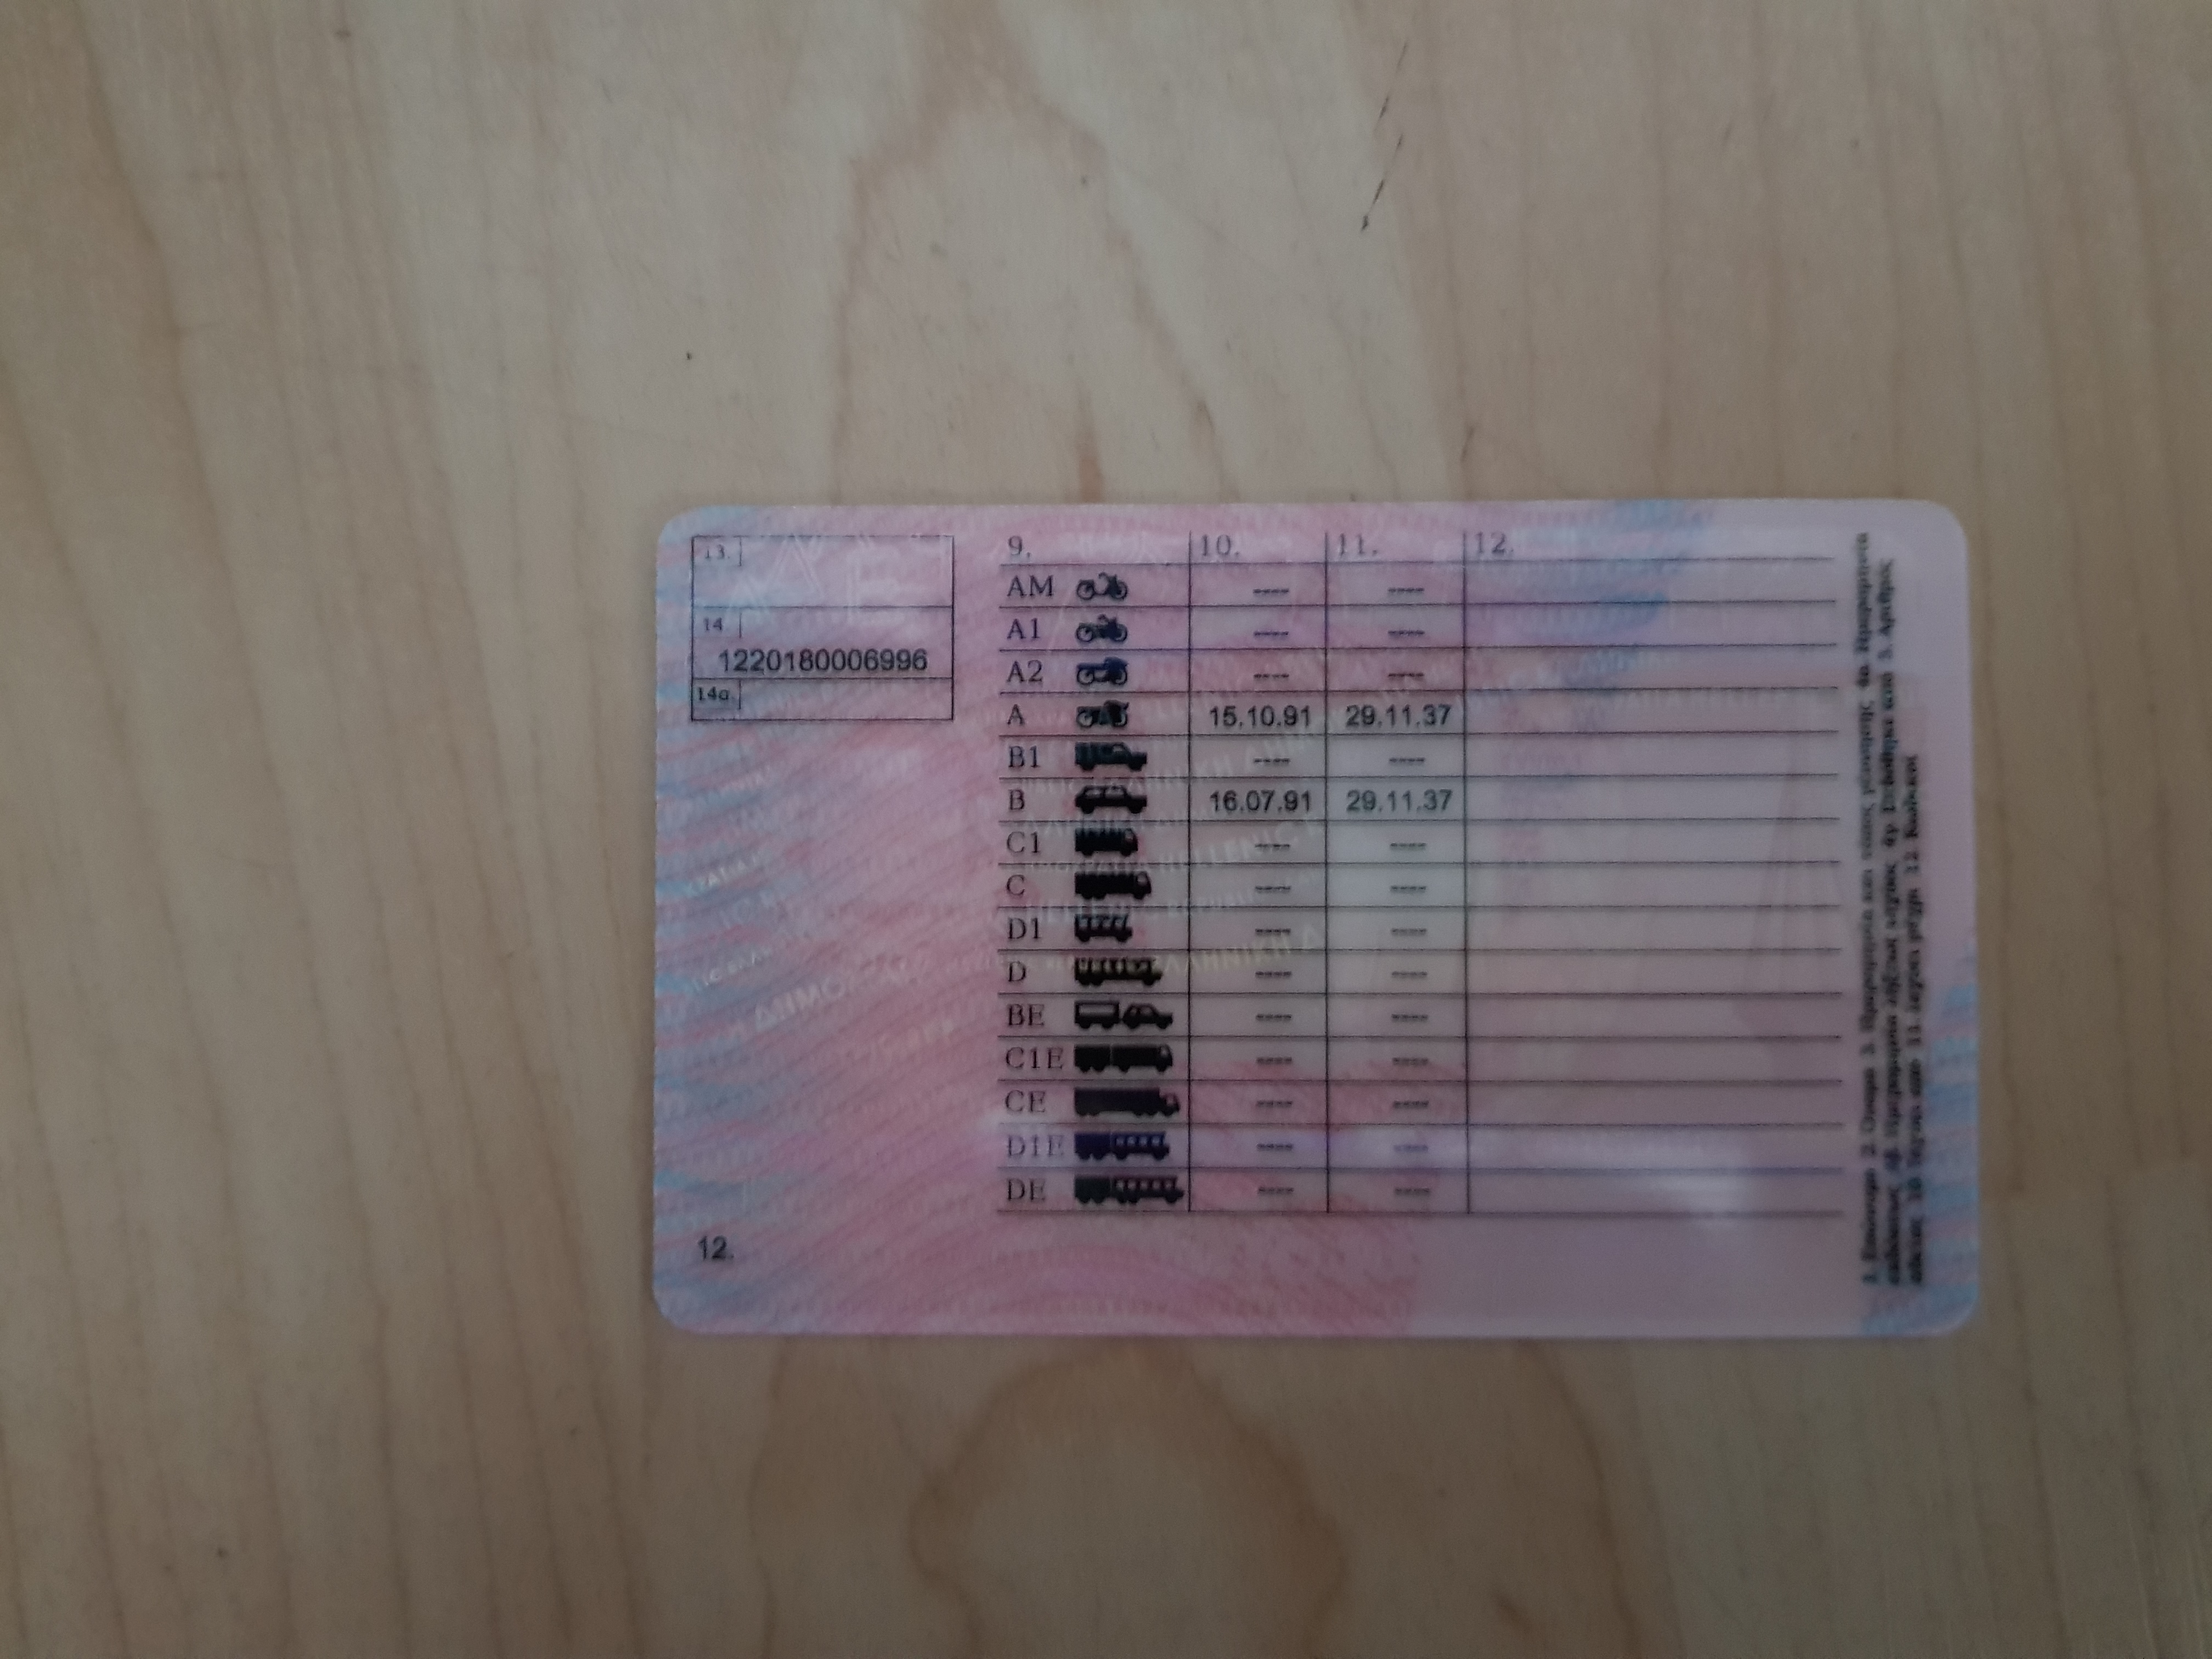 13.
14.
1220180006996
14α.
12.
9. 10. 11. 12.
AM ---- ----
A1 ---- ----
A2 ---- ----
A 15.10.91 29.11.37
B1 ---- ----
B 16.07.91 29.11.37
C1 ---- ----
C ---- ----
D1 ---- ----
D ---- ----
BE ---- ----
C1E ---- ----
CE ---- ----
D1E ---- ----
DE ---- ----
1. Επώνυμο 2. Όνομα 3. Ημερομηνία και τόπος γέννησης 4α. Ημερομηνία
έκδοσης 4β. Ημερομηνία λήξεως ισχύος 4γ. Εκδόθηκε από 5. Αριθμός
αδείας 10. Ισχύει από 11. Ισχύει μέχρι 12. Κωδικοί